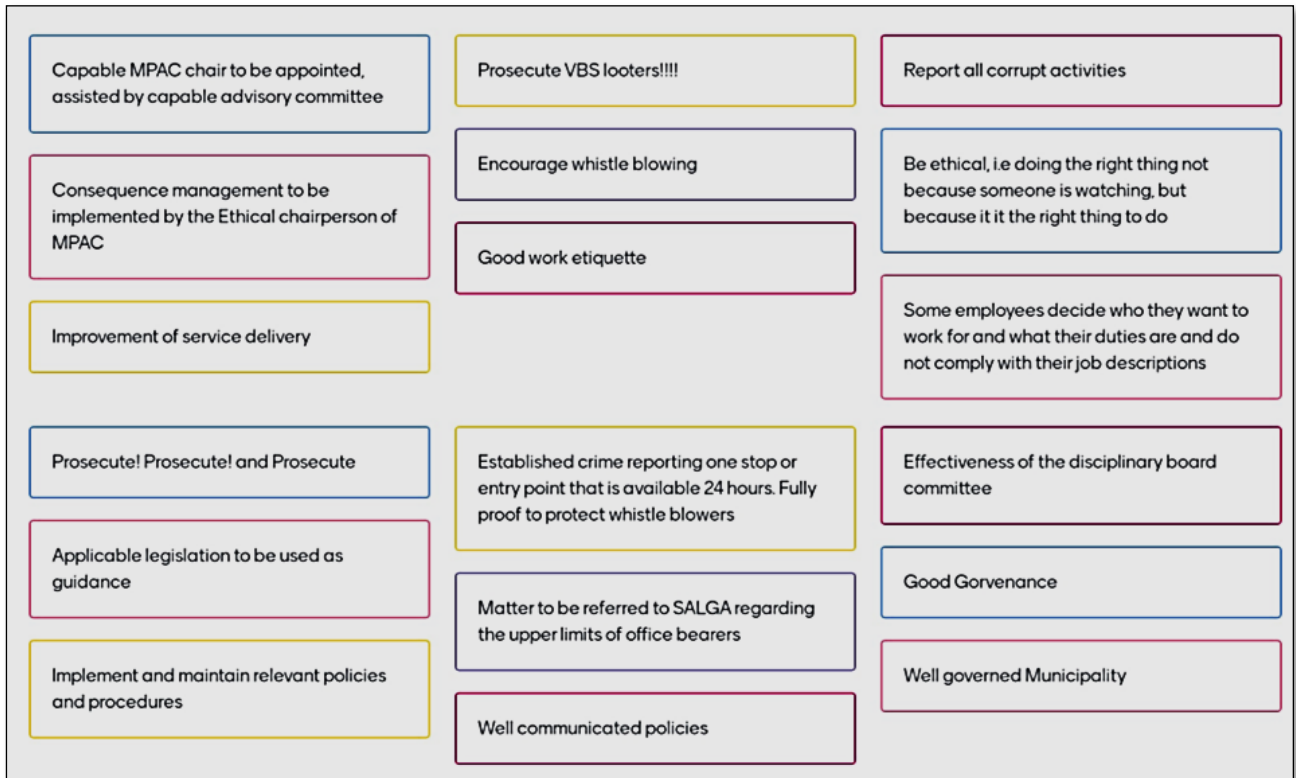 Capable MPAC chair to be appointed,
assisted by capable advisory committee
Consequence management to be
implemented by the Ethical chairperson of
MPAC
Improvement of service delivery
Prosecute VBS looters!!!!
Encourage whistle blowing
Good work etiquette
Report all corrupt activities
Be ethical, i.e doing the right thing not
because someone is watching, but
because it it the right thing to do
Some employees decide who they want to
work for and what their duties are and do
not comply with their job descriptions
Prosecute! Prosecute! and Prosecute
Applicable legislation to be used as
guidance
Implement and maintain relevant policies
and procedures
Established crime reporting one stop or
entry point that is available 24 hours. Fully
proof to protect whistle blowers
Matter to be referred to SALGA regarding
the upper limits of office bearers
Well communicated policies
Effectiveness of the disciplinary board
committee
Good Gorvenance
Well governed Municipality